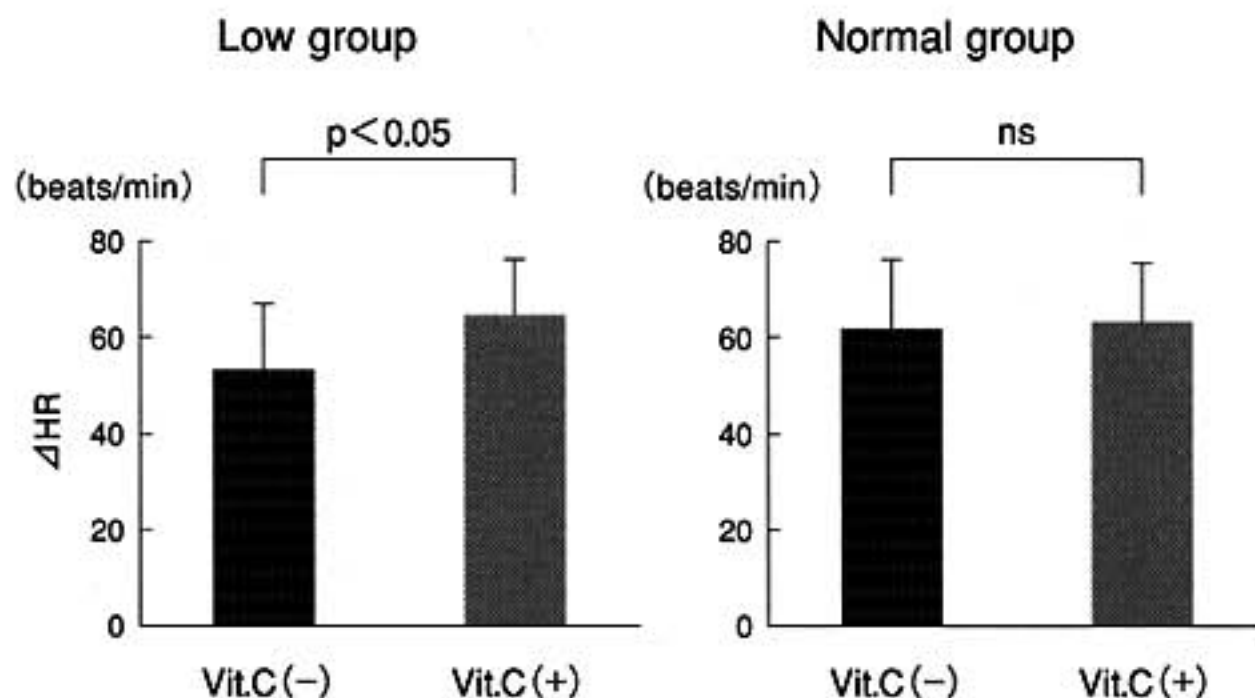 Low group
p<0.05
(beats/min)
80
60
40
20
0
ΔHR
Vit.C(−)
Vit.C(+)
Normal group
ns
(beats/min)
80
60
40
20
0
Vit.C(−)
Vit.C(+)